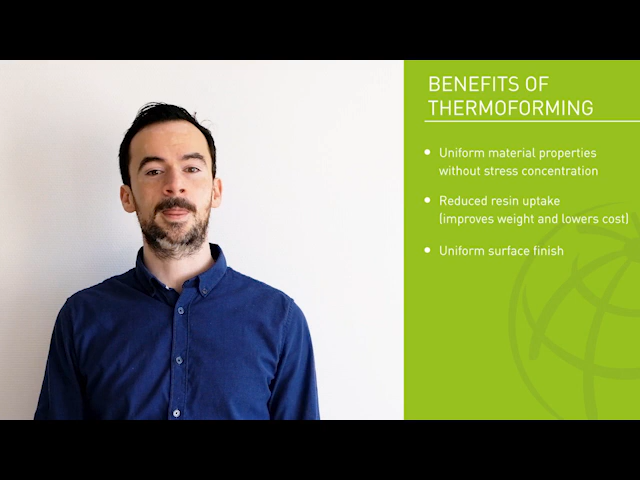 BENEFITS OF
THERMOFORMING
Uniform material properties
without stress concentration
Reduced resin uptake
(improves weight and lowers cost)
Uniform surface finish